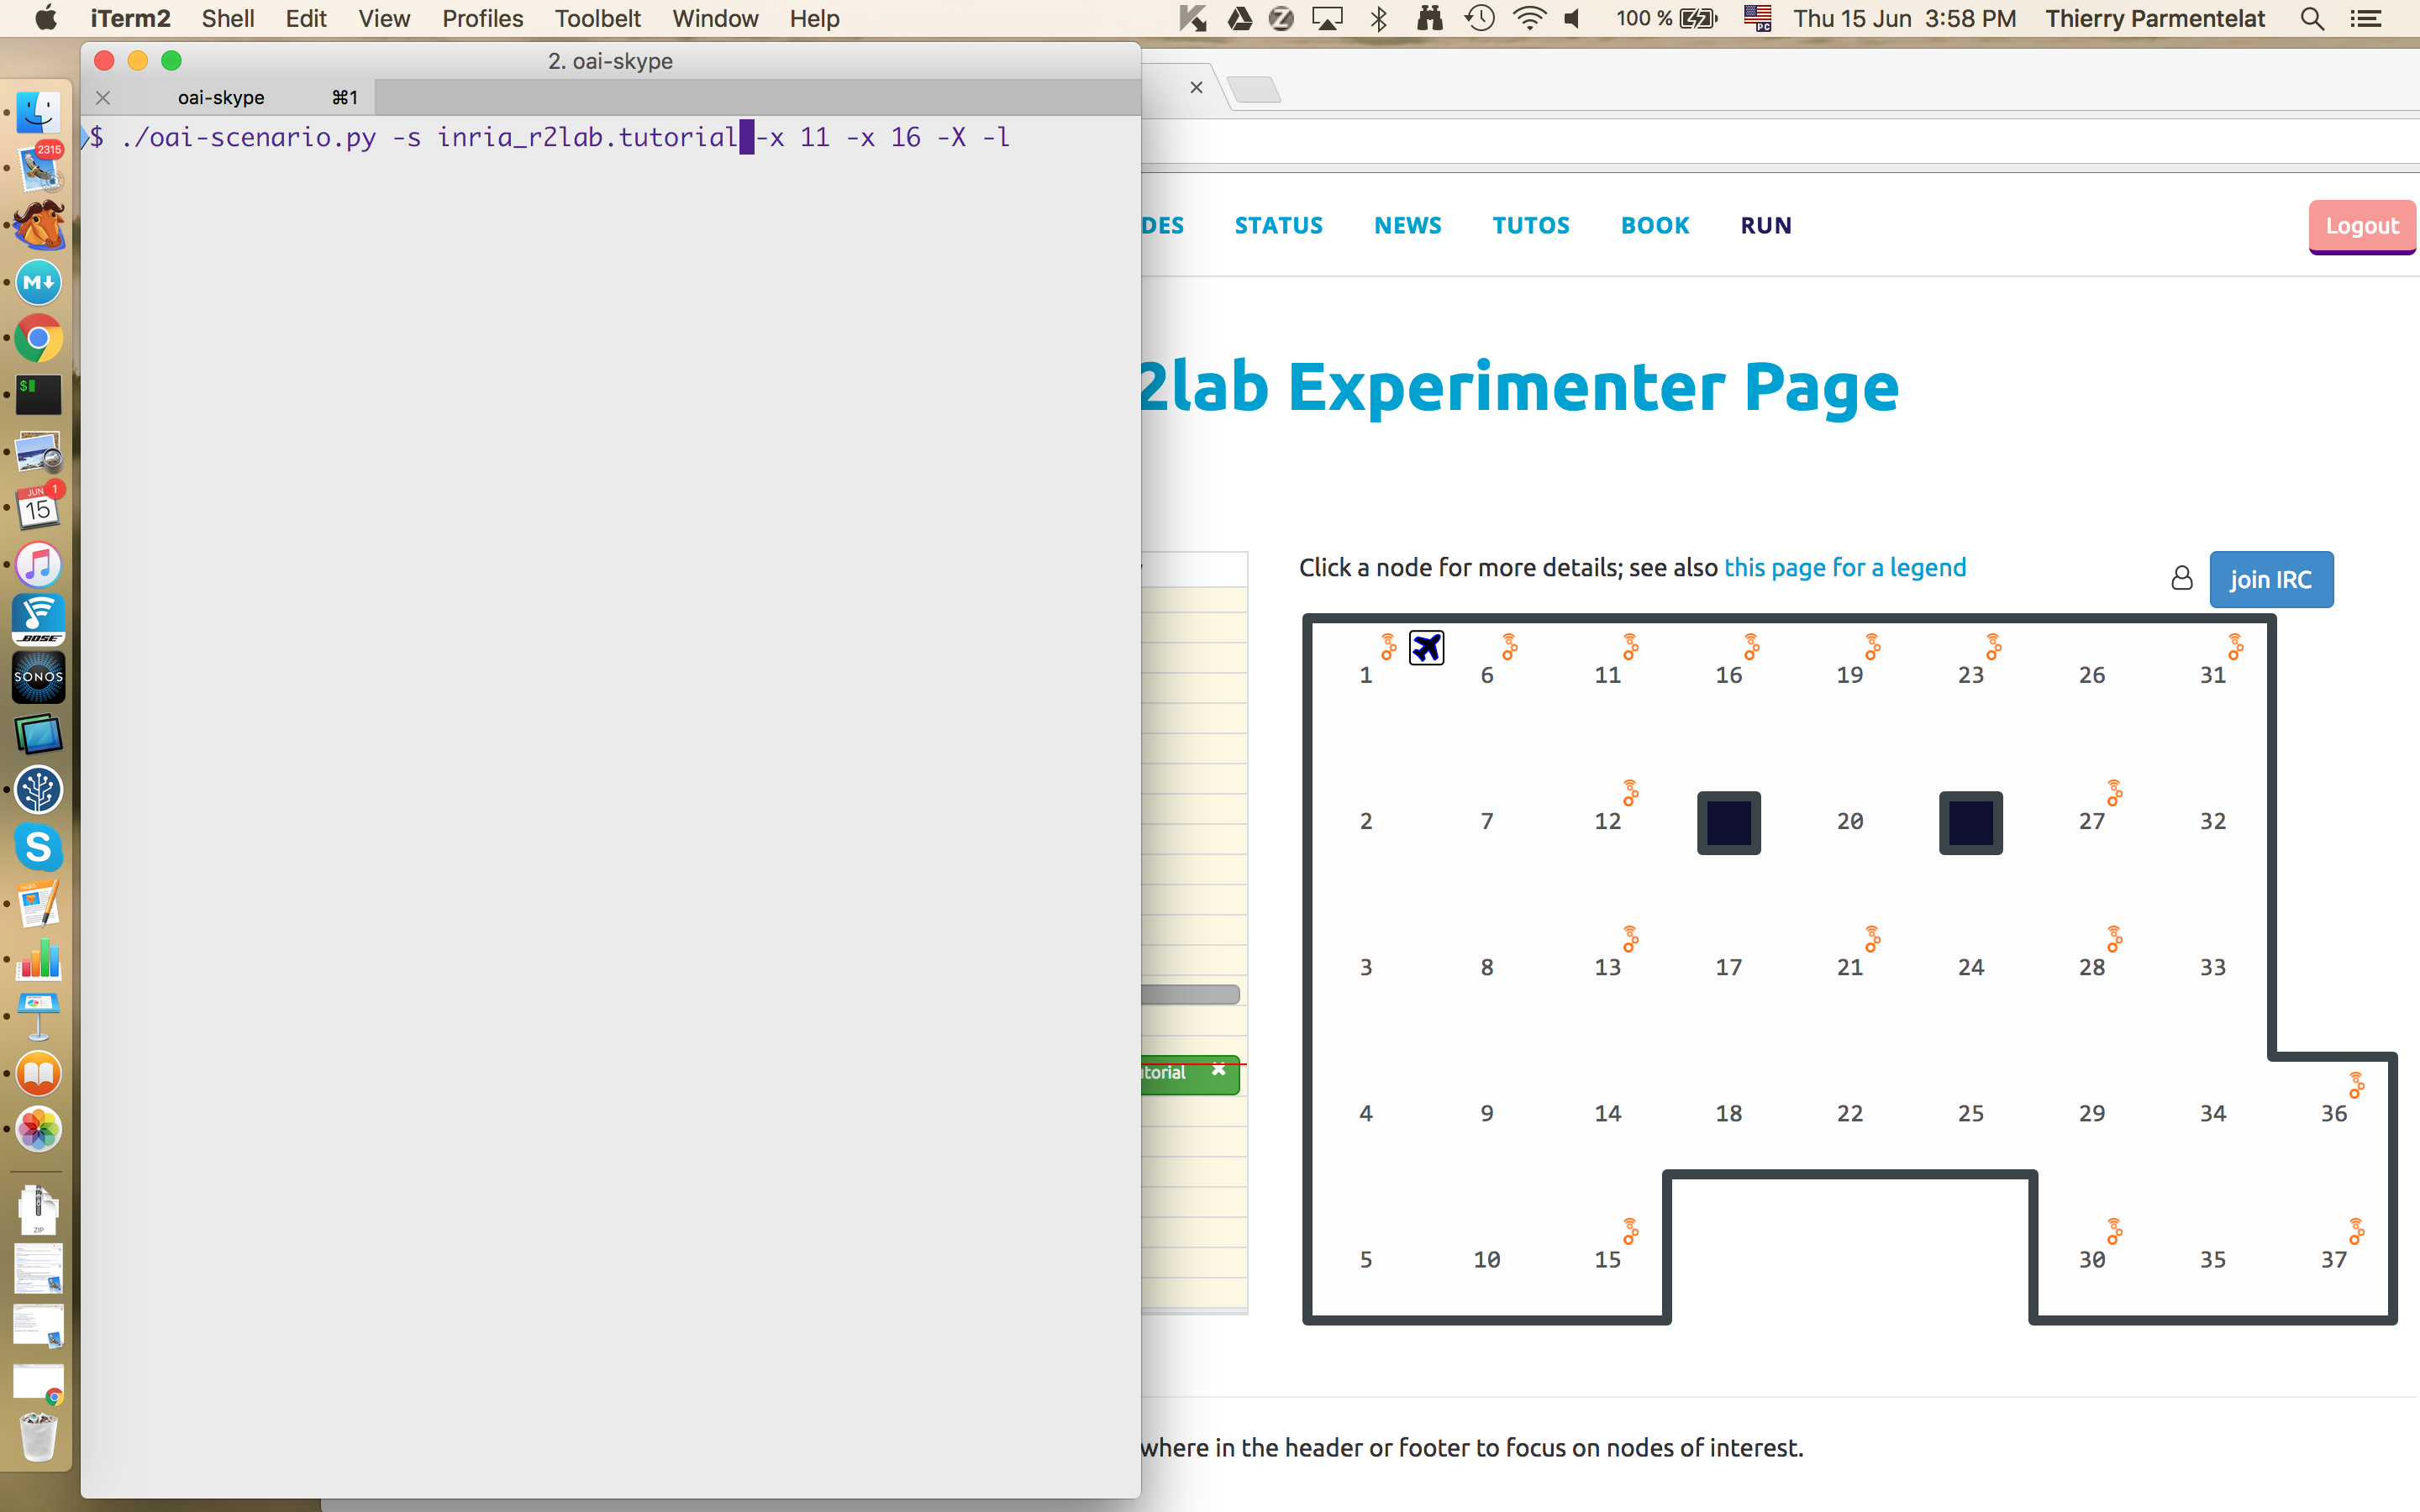 iTerm2 Shell Edit View Profiles Toolbelt Window Help 100 % PC Thu 15 Jun 3:58 PM Thierry Parmentelat
2. oai-skype
oai-skype ⌘1
$ ./oai-scenario.py -s inria_r2lab.tutorial -x 11 -x 16 -X -l
2315
M
$
JUN 1
15
BOSE
SONOS
S
PAGES
ZIP
DES STATUS NEWS TUTOS BOOK RUN Logout
2lab Experimenter Page
Click a node for more details; see also this page for a legend join IRC
1 6 11 16 19 23 26 31
2 7 12 20 27 32
3 8 13 17 21 24 28 33
torial
4 9 14 18 22 25 29 34 36
5 10 15 30 35 37
where in the header or footer to focus on nodes of interest.